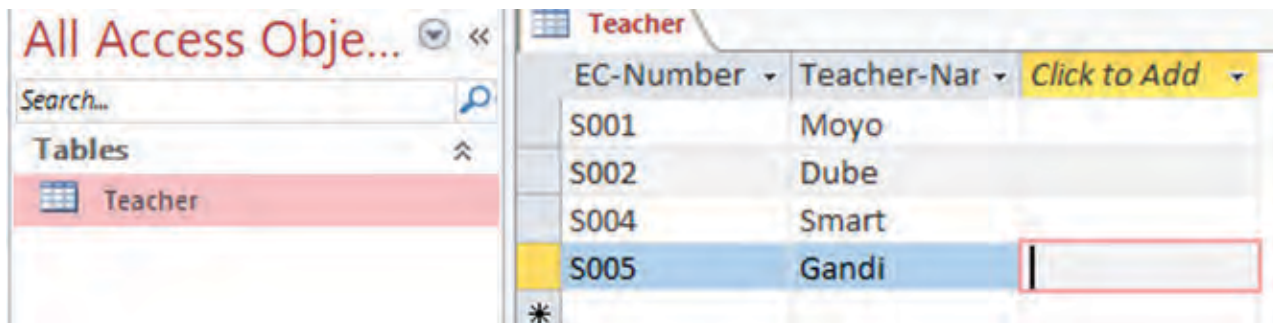 All Access Obje... «
Search...
Tables
Teacher
Teacher
EC-Number Teacher-Nar Click to Add
S001 Moyo
S002 Dube
S004 Smart
S005 Gandi
*